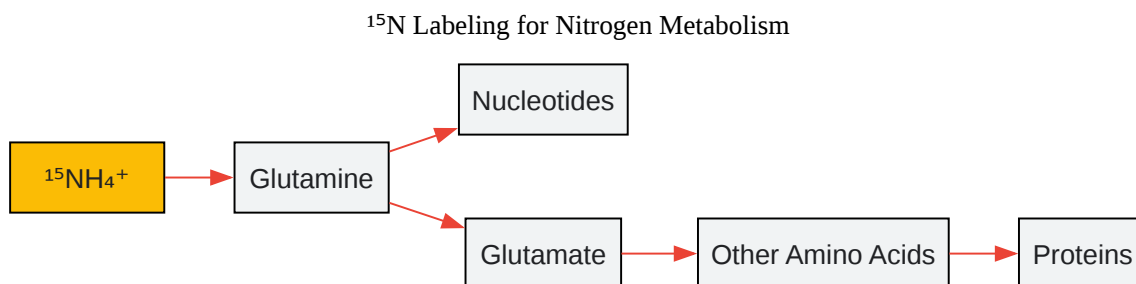 ¹⁵N Labeling for Nitrogen Metabolism
Nucleotides
¹⁵NH₄⁺
Glutamine
Glutamate
Other Amino Acids
Proteins